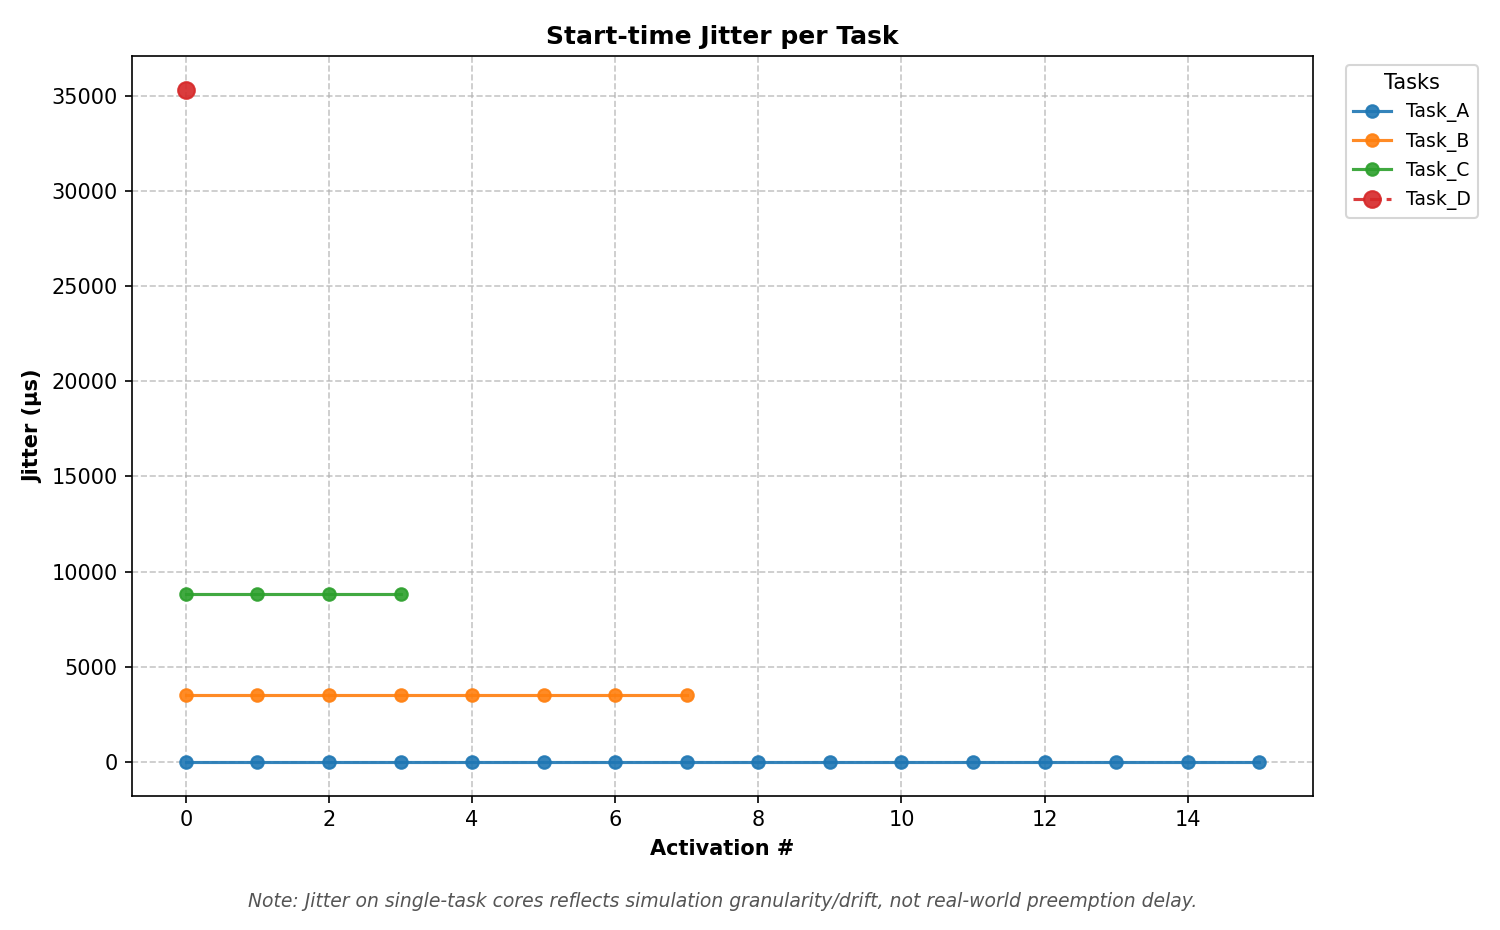 Start-time Jitter per Task
Tasks
Task_A
Task_B
Task_C
Task_D
Jitter (µs)
35000
30000
25000
20000
15000
10000
5000
0
0 2 4 6 8 10 12 14
Activation #
Note: Jitter on single-task cores reflects simulation granularity/drift, not real-world preemption delay.